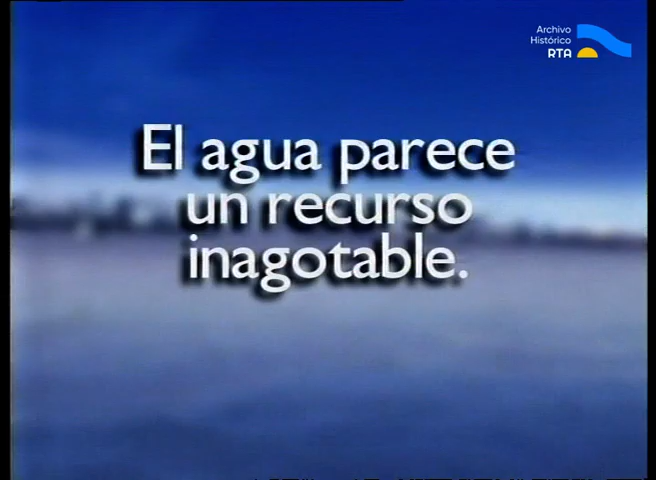 Archivo
Histórico
RTA
El agua parece
un recurso
inagotable.